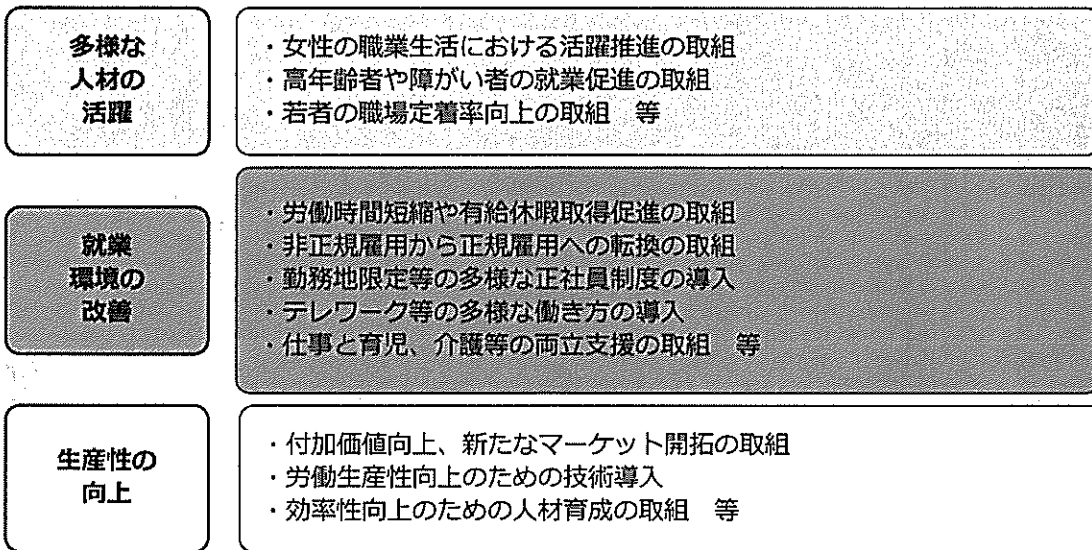 多様な
人材の
活躍
・女性の職業生活における活躍推進の取組
・高年齢者や障がい者の就業促進の取組
・若者の職場定着率向上の取組　等
就業
環境の
改善
・労働時間短縮や有給休暇取得促進の取組
・非正規雇用から正規雇用への転換の取組
・勤務地限定等の多様な正社員制度の導入
・テレワーク等の多様な働き方の導入
・仕事と育児、介護等の両立支援の取組　等
生産性の
向上
・付加価値向上、新たなマーケット開拓の取組
・労働生産性向上のための技術導入
・効率性向上のための人材育成の取組　等